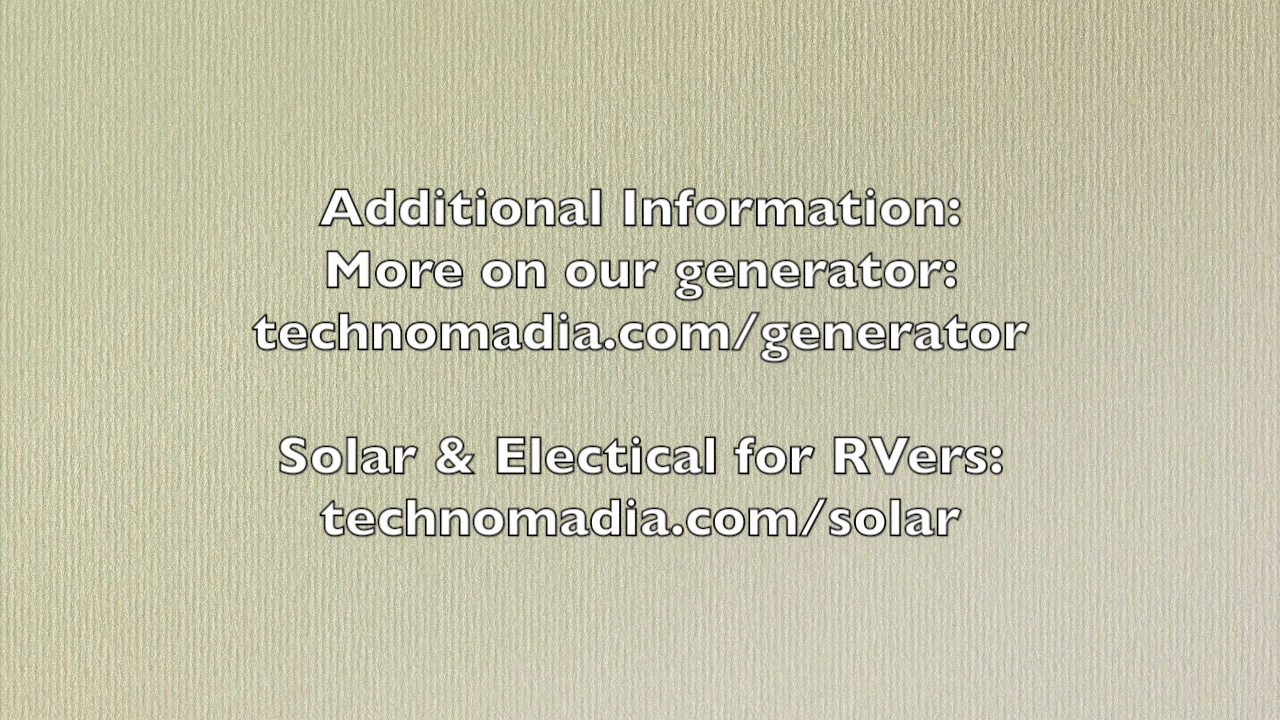 Additional Information:
More on our generator:
technomadia.com/generator
Solar & Electical for RVers:
technomadia.com/solar